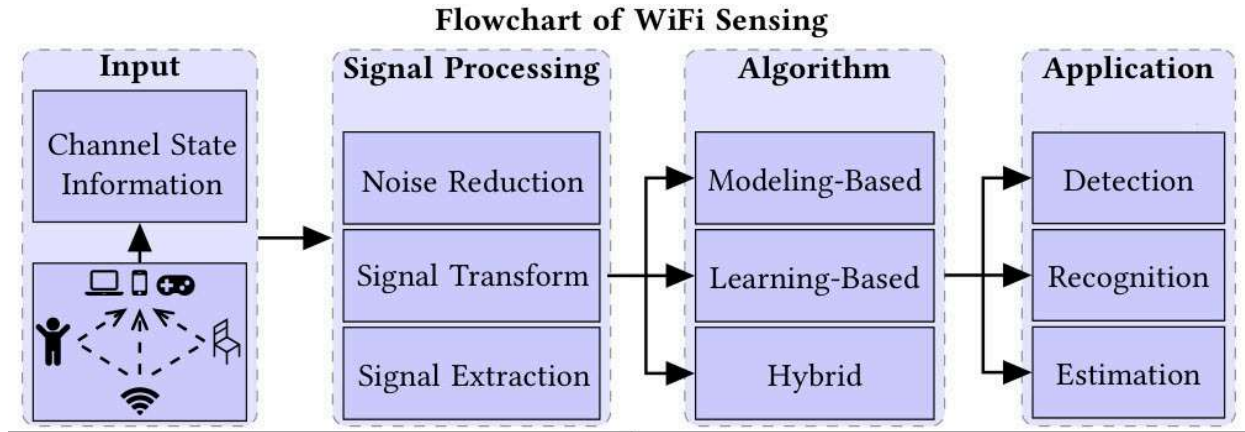 Flowchart of WiFi Sensing
Input
Channel State
Information
Signal Processing
Noise Reduction
Signal Transform
Signal Extraction
Algorithm
Modeling-Based
Learning-Based
Hybrid
Application
Detection
Recognition
Estimation